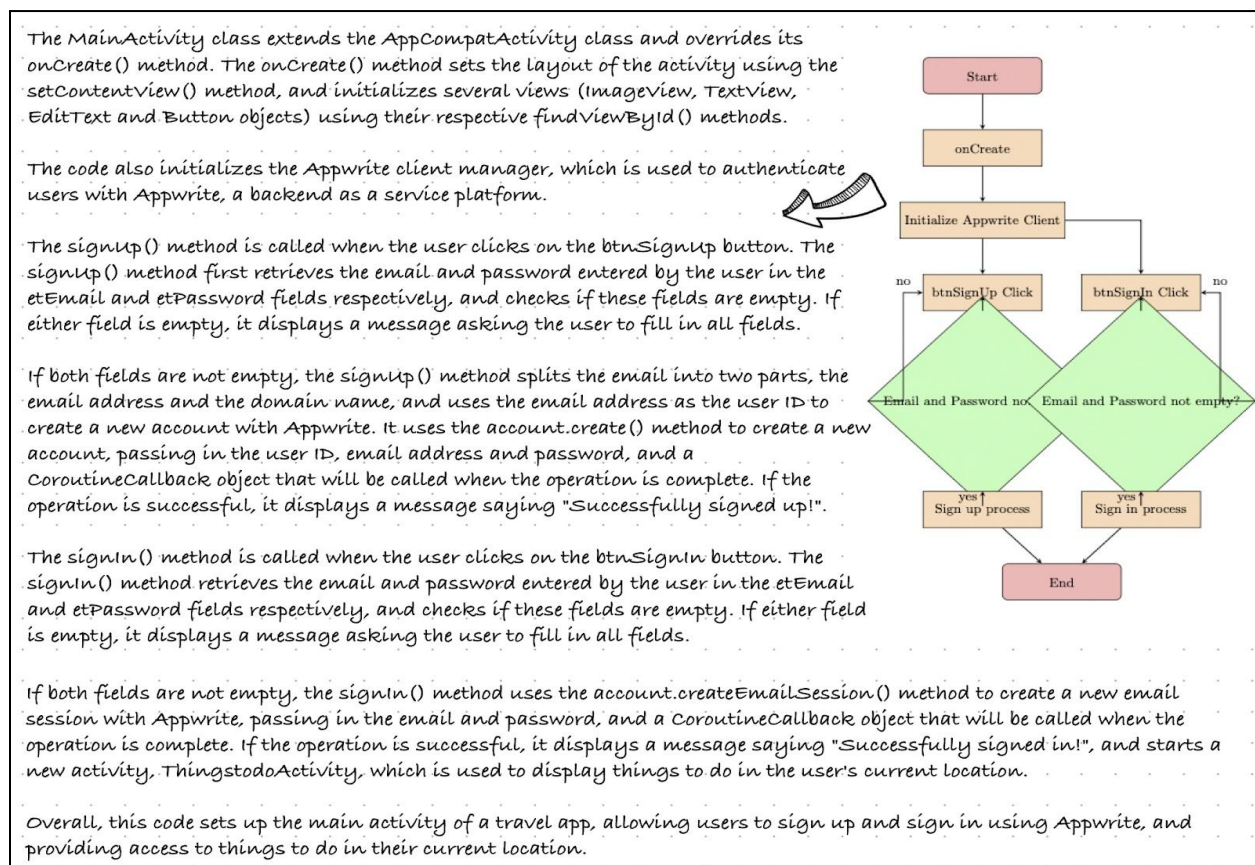 The MainActivity class extends the AppCompatActivity class and overrides its
onCreate() method. The onCreate() method sets the layout of the activity using the
setContentView() method, and initializes several views (ImageView, TextView,
EditText and Button objects) using their respective findViewById() methods.
The code also initializes the Appwrite client manager, which is used to authenticate
users with Appwrite, a backend as a service platform.
The signUp() method is called when the user clicks on the btnSignUp button. The
signUp() method first retrieves the email and password entered by the user in the
etEmail and etPassword fields respectively, and checks if these fields are empty. If
either field is empty, it displays a message asking the user to fill in all fields.
If both fields are not empty, the signUp() method splits the email into two parts, the
email address and the domain name, and uses the email address as the user ID to
create a new account with Appwrite. It uses the account.create() method to create a new
account, passing in the user ID, email address and password, and a
CoroutineCallback object that will be called when the operation is complete. If the
operation is successful, it displays a message saying "Successfully signed up!".
The signIn() method is called when the user clicks on the btnSignIn button. The
signIn() method retrieves the email and password entered by the user in the etEmail
and etPassword fields respectively, and checks if these fields are empty. If either field
is empty, it displays a message asking the user to fill in all fields.
If both fields are not empty, the signIn() method uses the account.createEmailSession() method to create a new email
session with Appwrite, passing in the email and password, and a CoroutineCallback object that will be called when the
operation is complete. If the operation is successful, it displays a message saying "Successfully signed in!", and starts a
new activity, ThingstodoActivity, which is used to display things to do in the user's current location.
Overall, this code sets up the main activity of a travel app, allowing users to sign up and sign in using Appwrite, and
providing access to things to do in their current location.
Start
onCreate
Initialize Appwrite Client
no
btnSignUp Click
btnSignIn Click
no
Email and Password no
Email and Password not empty?
yes
Sign up process
yes
Sign in process
End